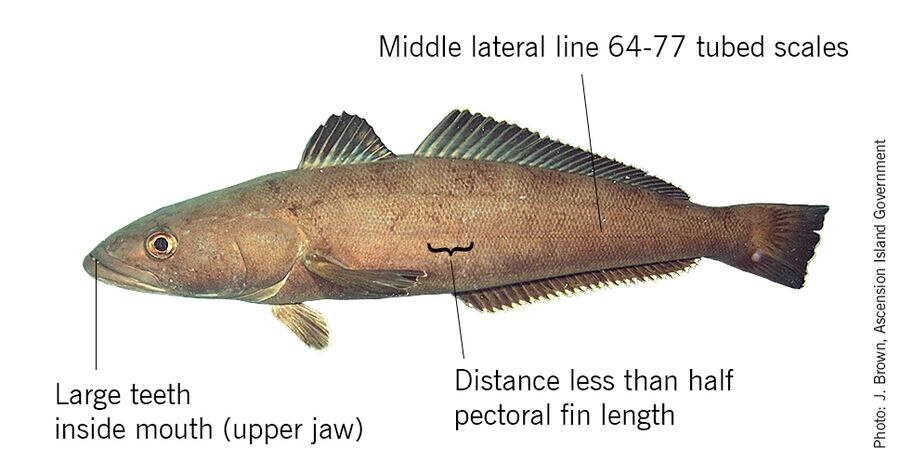 Middle lateral line 64-77 tubed scales
Large teeth
inside mouth (upper jaw)
Distance less than half
pectoral fin length
Photo: J. Brown, Ascension Island Government